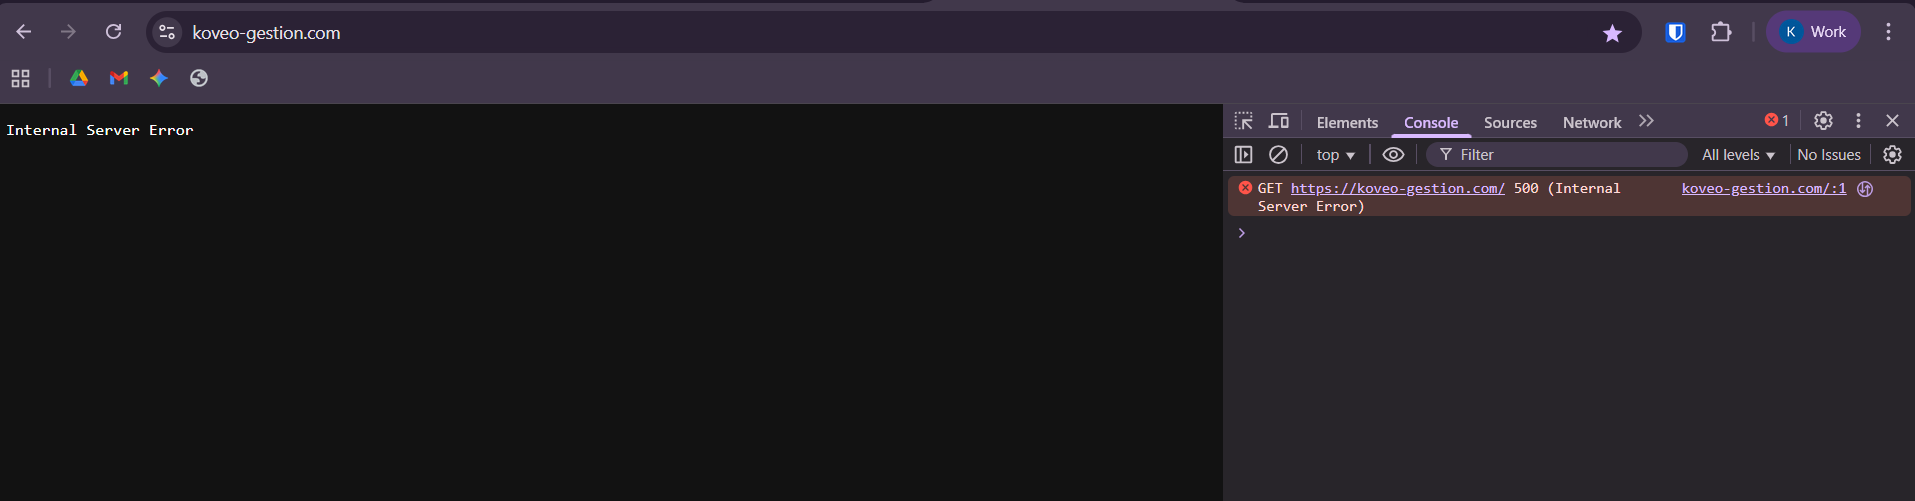 koveo-gestion.com
K Work
Internal Server Error
Elements Console Sources Network 1
top Filter All levels No Issues
GET https://koveo-gestion.com/ 500 (Internal koveo-gestion.com/:1
Server Error)